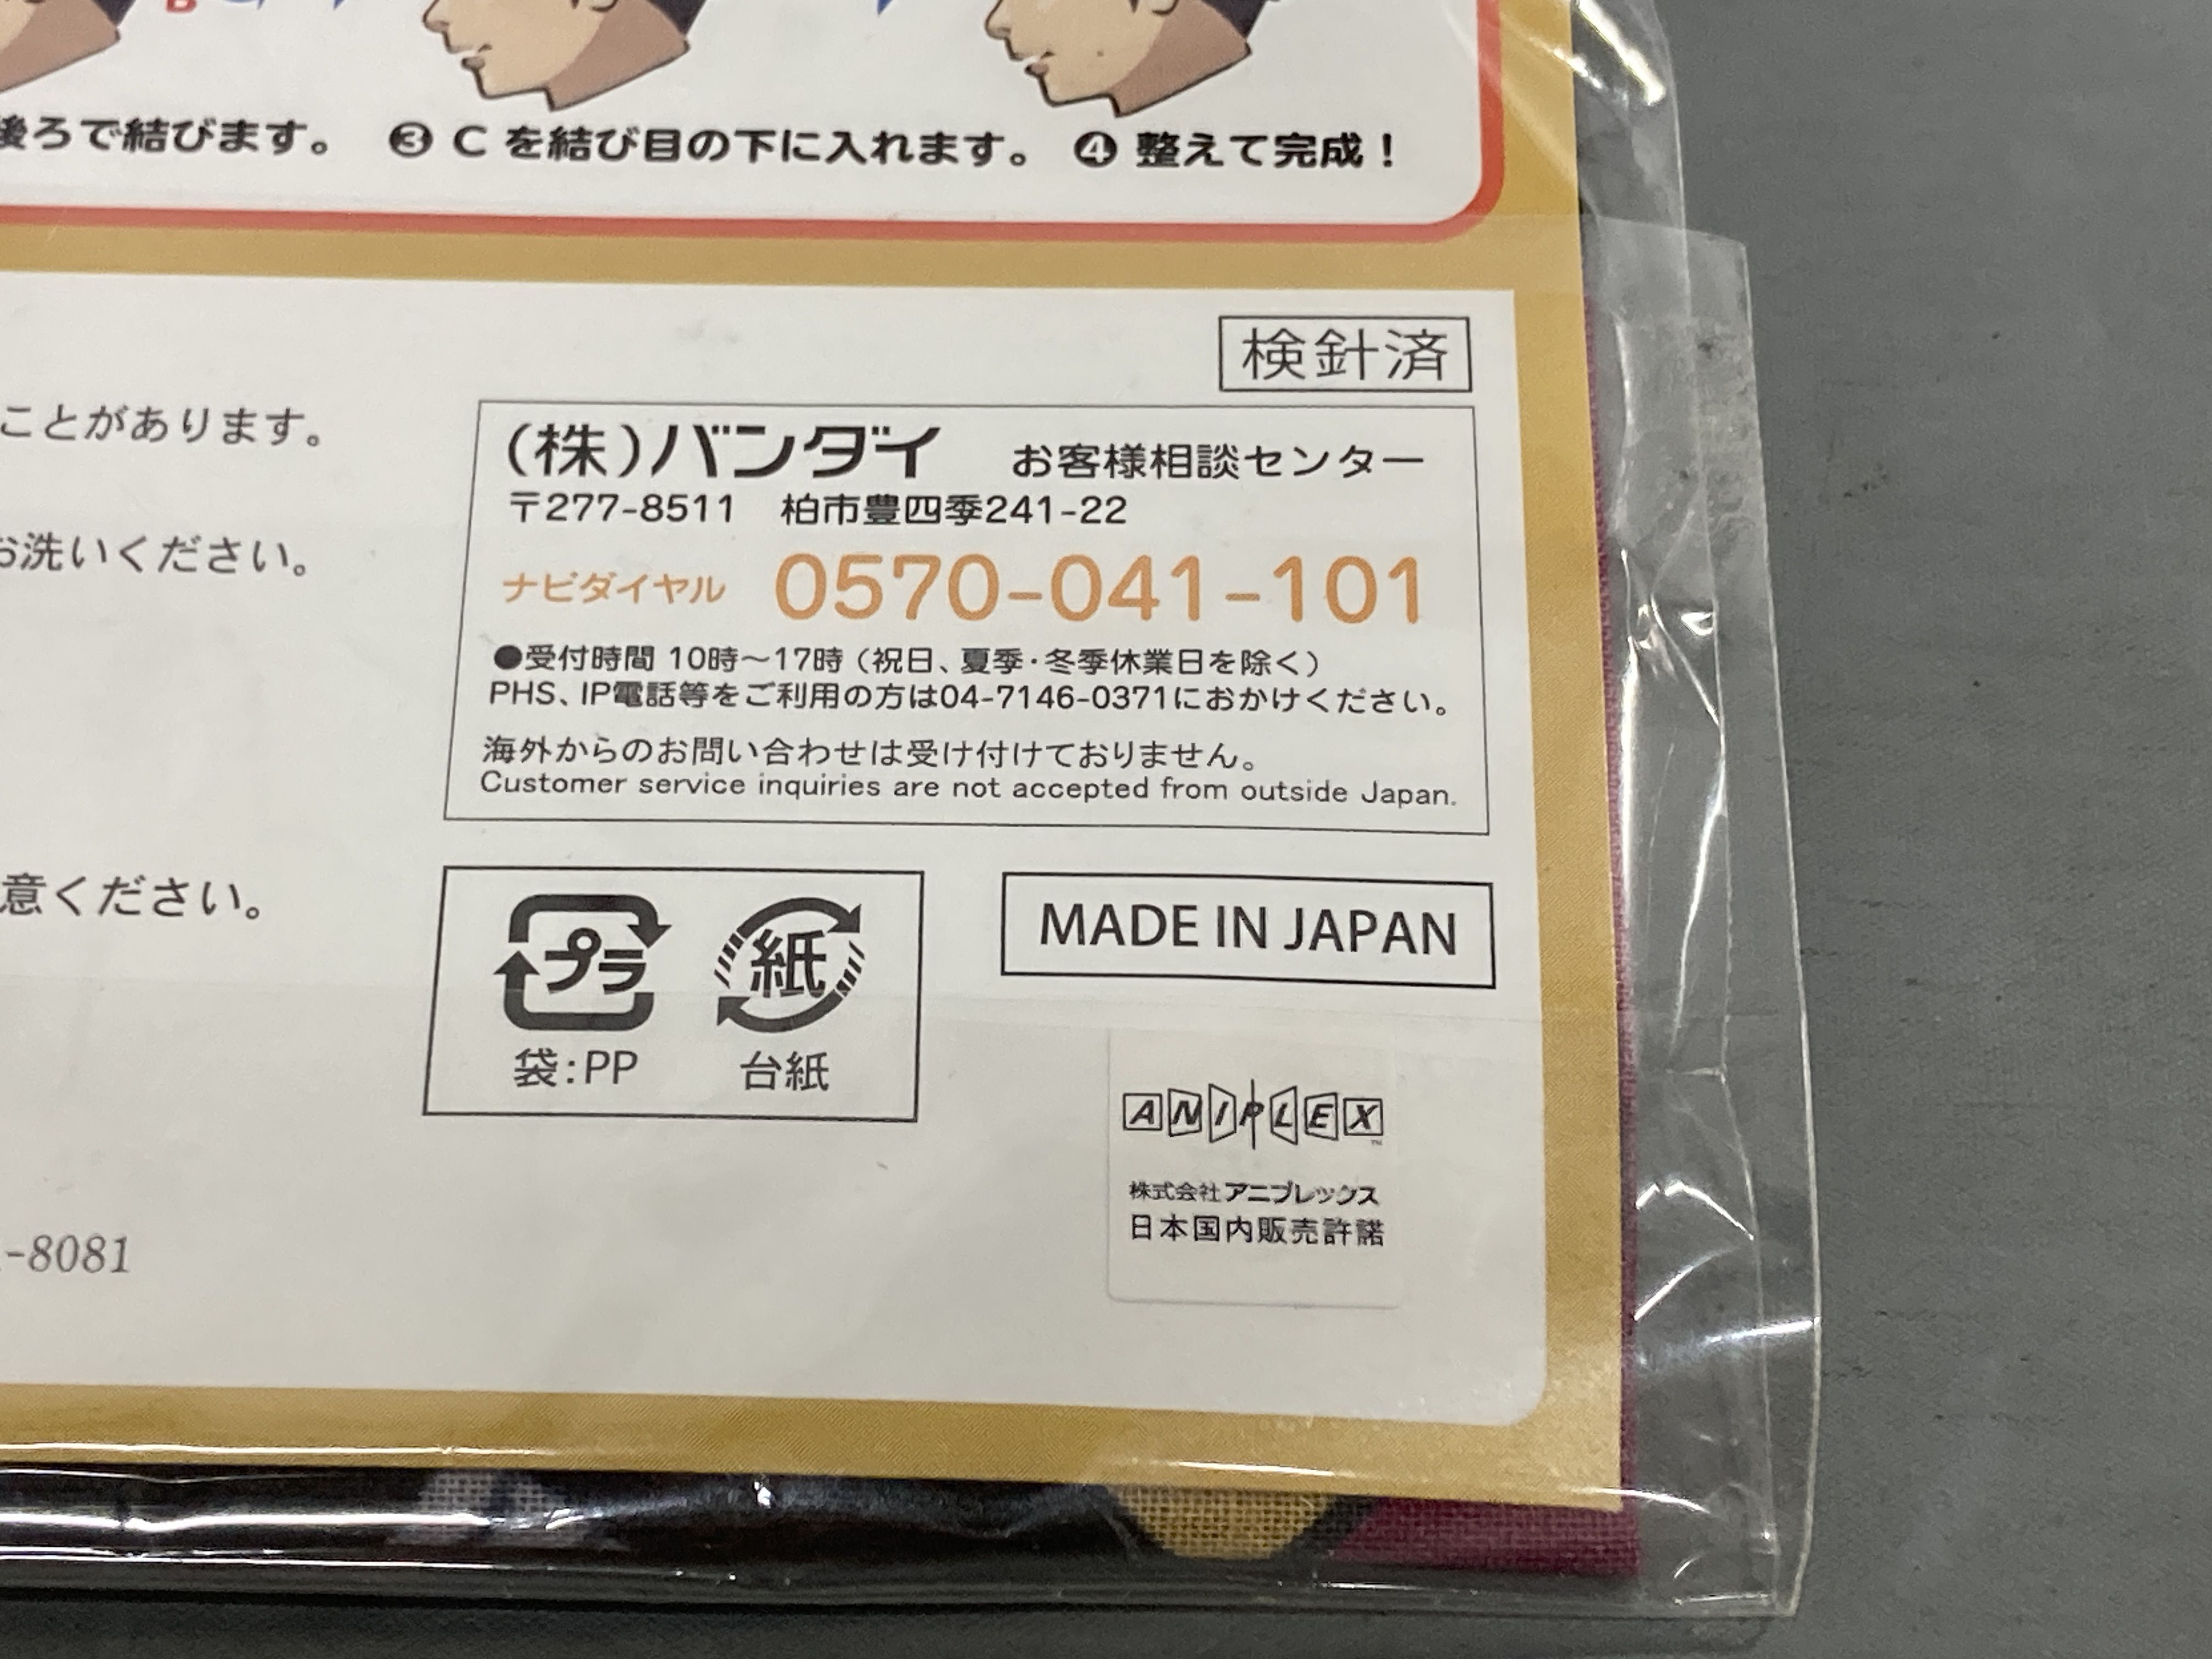 後ろで結びます。 ❸ C を結び目の下に入れます。 ❹ 整えて完成！
検針済
ことがあります。
お洗いください。
意ください。
-8081
(株)バンダイ お客様相談センター
〒277-8511 柏市豊四季241-22
ナビダイヤル 0570-041-101
●受付時間 10時～17時（祝日、夏季・冬季休業日を除く）
PHS、IP電話等をご利用の方は04-7146-0371におかけください。
海外からのお問い合わせは受け付けておりません。
Customer service inquiries are not accepted from outside Japan.
プラ 紙
袋:PP 台紙
MADE IN JAPAN
ANIPLEX
株式会社アニプレックス
日本国内販売許諾